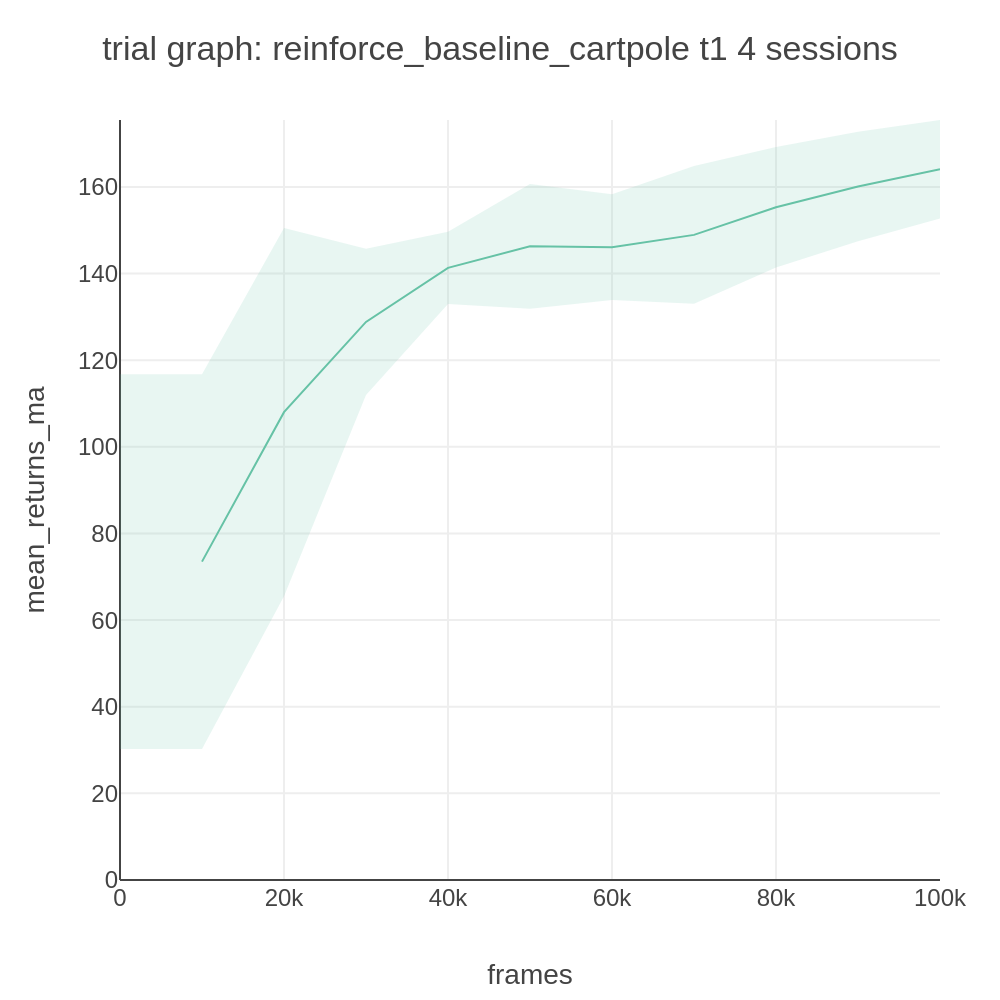 trial graph: reinforce_baseline_cartpole t1 4 sessions
mean_returns_ma
160
140
120
100
80
60
40
20
0
0 20k 40k 60k 80k 100k
frames